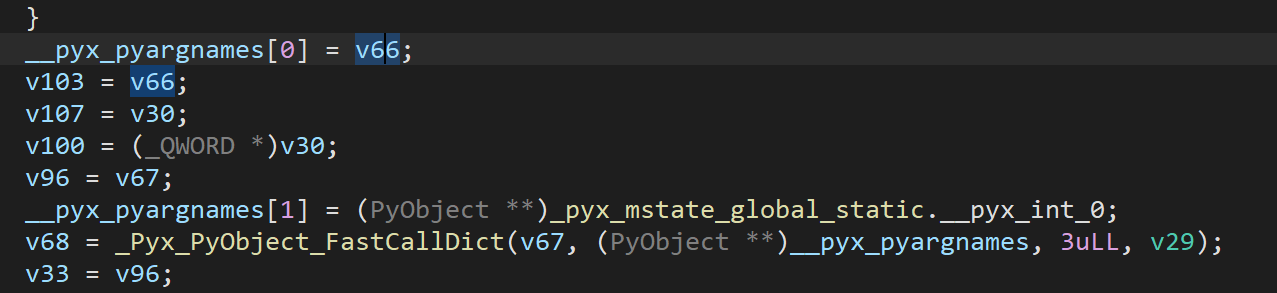 }
__pyx_pyargnames[0] = v66;
v103 = v66;
v107 = v30;
v100 = (_QWORD *)v30;
v96 = v67;
__pyx_pyargnames[1] = (PyObject **)_pyx_mstate_global_static.__pyx_int_0;
v68 = _Pyx_PyObject_FastCallDict(v67, (PyObject **)__pyx_pyargnames, 3uLL, v29);
v33 = v96;